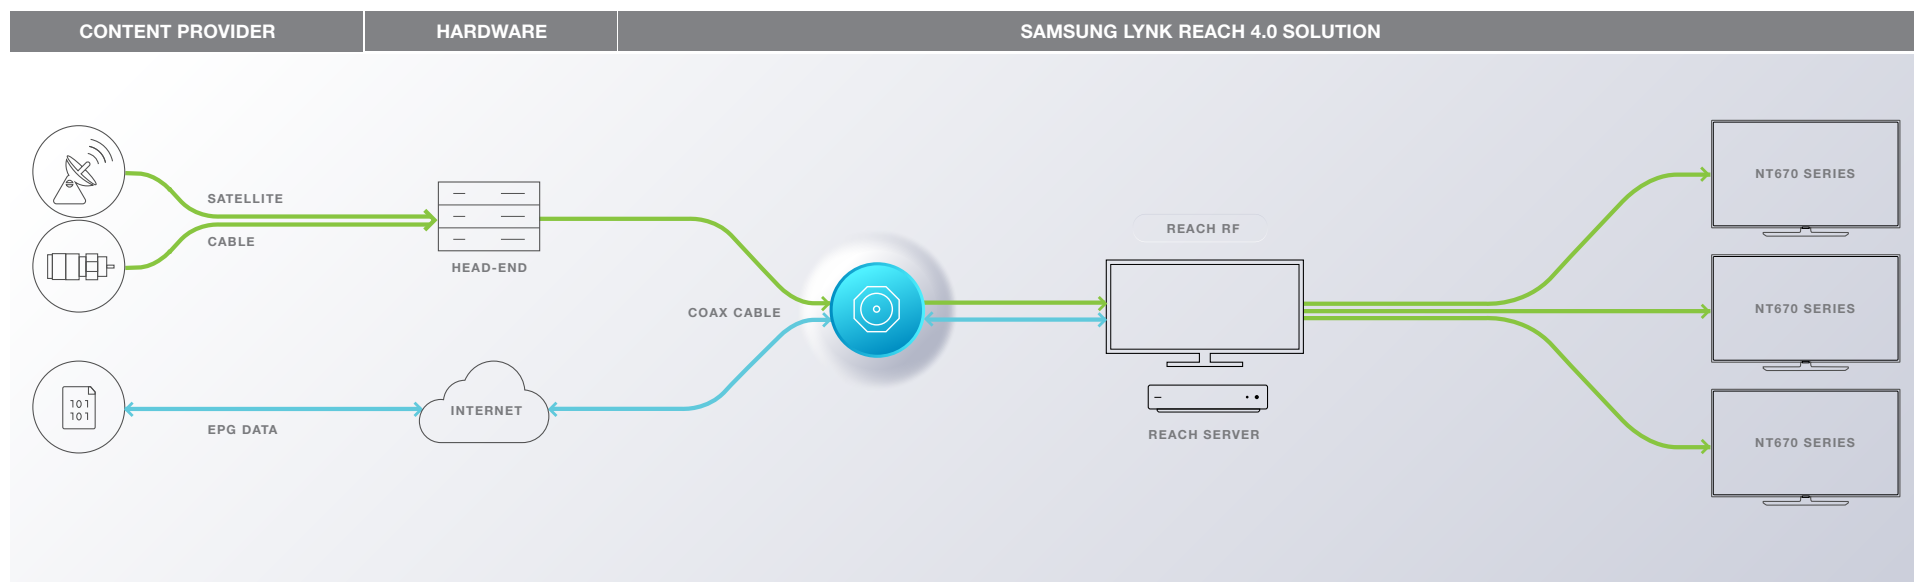 CONTENT PROVIDER
HARDWARE
SAMSUNG LYNK REACH 4.0 SOLUTION
SATELLITE
CABLE
HEAD-END
COAX CABLE
101
101
EPG DATA
INTERNET
REACH RF
REACH SERVER
NT670 SERIES
NT670 SERIES
NT670 SERIES